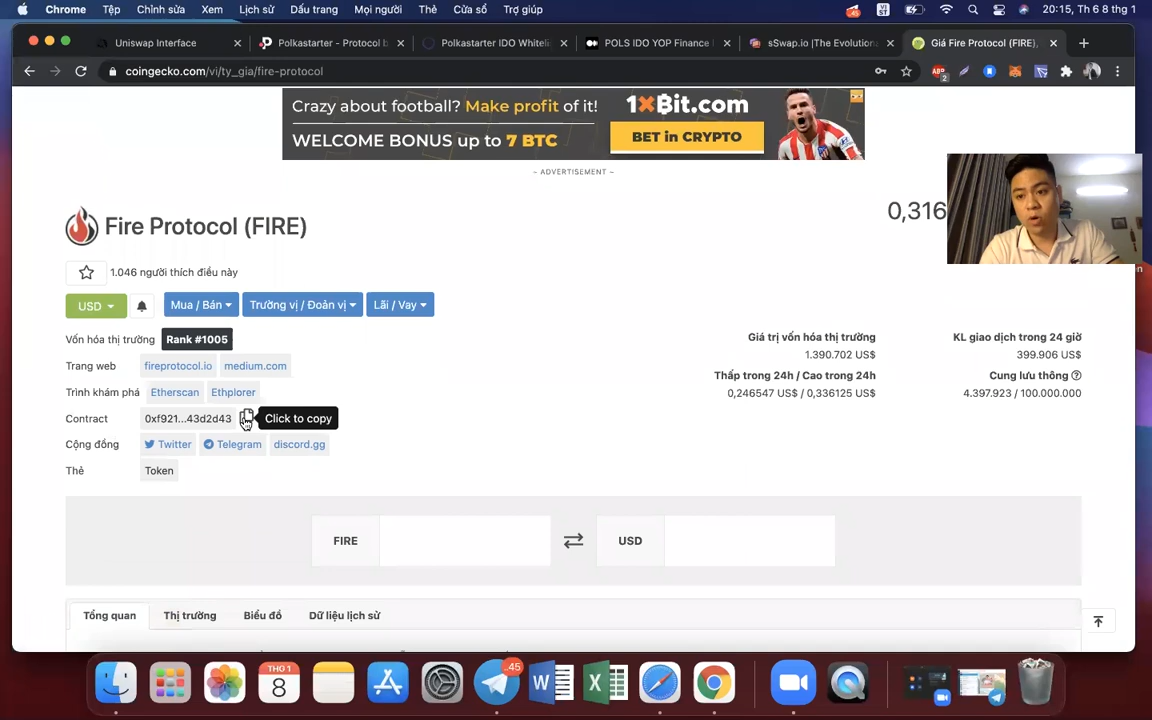 Chrome Tệp Chỉnh sửa Xem Lịch sử Dấu trang Mọi người Thẻ Cửa sổ Trợ giúp 20:15, Th 6 8 thg 1
Uniswap Interface Polkastarter - Protocol b Polkastarter IDO Whiteli POLS IDO YOP Finance sSwap.io |The Evolution Giá Fire Protocol (FIRE),
coingecko.com/vi/ty_gia/fire-protocol
Crazy about football? Make profit of it!
WELCOME BONUS up to 7 BTC
1XBit.com
BET in CRYPTO
– ADVERTISEMENT –
Fire Protocol (FIRE)
0,316
1.046 người thích điều này
USD Mua / Bán Trường vị / Đoản vị Lãi / Vay
Vốn hóa thị trường Rank #1005
Trang web fireprotocol.io medium.com
Trình khám phá Etherscan Ethplorer
Contract 0xf921...43d2d43 Click to copy
Cộng đồng Twitter Telegram discord.gg
Thẻ Token
Giá trị vốn hóa thị trường KL giao dịch trong 24 giờ
1.390.702 US$ 399.906 US$
Thấp trong 24h / Cao trong 24h Cung lưu thông
0,246547 US$ / 0,336125 US$ 4.397.923 / 100.000.000
FIRE USD
Tổng quan Thị trường Biểu đồ Dữ liệu lịch sử
THG 1
8
45